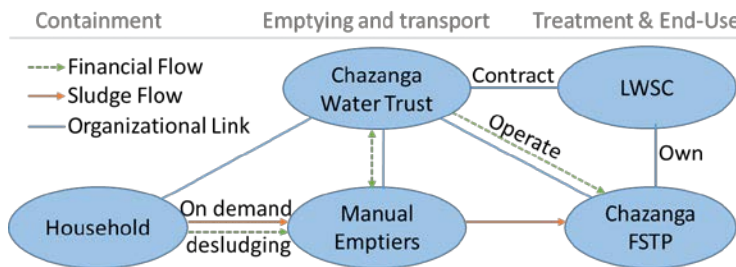 Containment
Emptying and transport
Treatment & End-Use
Financial Flow
Sludge Flow
Organizational Link
Chazanga
Water Trust
Contract
LWSC
Operate
Own
Household
On demand
desludging
Manual
Emptiers
Chazanga
FSTP